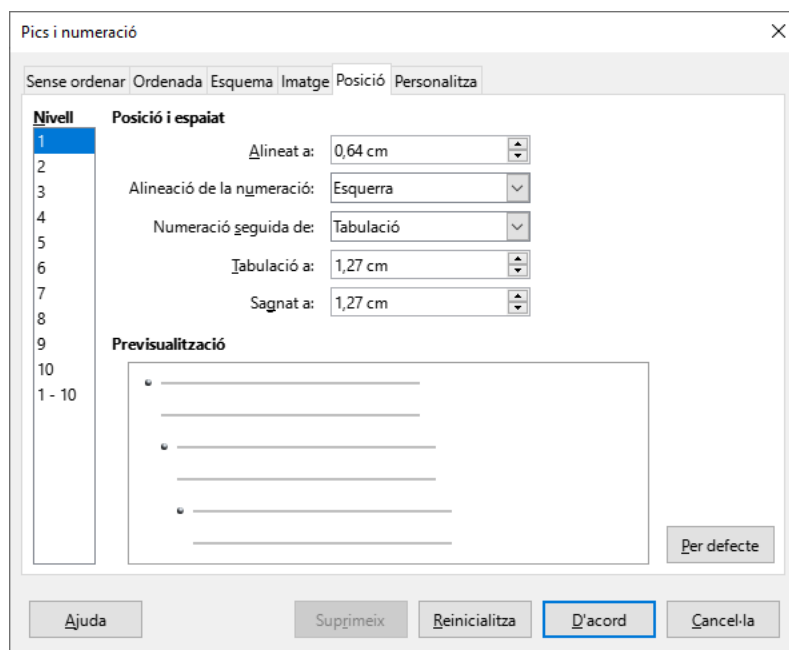 Pics i numeració
Sense ordenar Ordenada Esquema Imatge Posició Personalitza
Nivell
1
2
3
4
5
6
7
8
9
10
1 - 10
Posició i espaiat
Alineat a: 0,64 cm
Alineació de la numeració: Esquerra
Numeració seguida de: Tabulació
Tabulació a: 1,27 cm
Sagnat a: 1,27 cm
Previsualització
Per defecte
Ajuda Suprimeix Reinicialitza D'acord Cancel·la